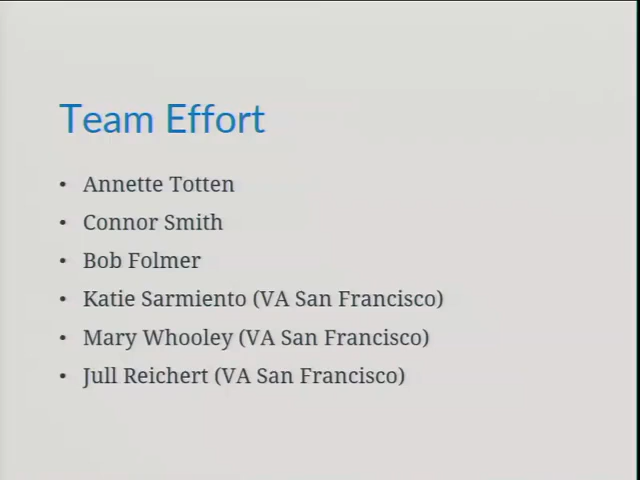 Team Effort
• Annette Totten
• Connor Smith
• Bob Folmer
• Katie Sarmiento (VA San Francisco)
• Mary Whooley (VA San Francisco)
• Jull Reichert (VA San Francisco)